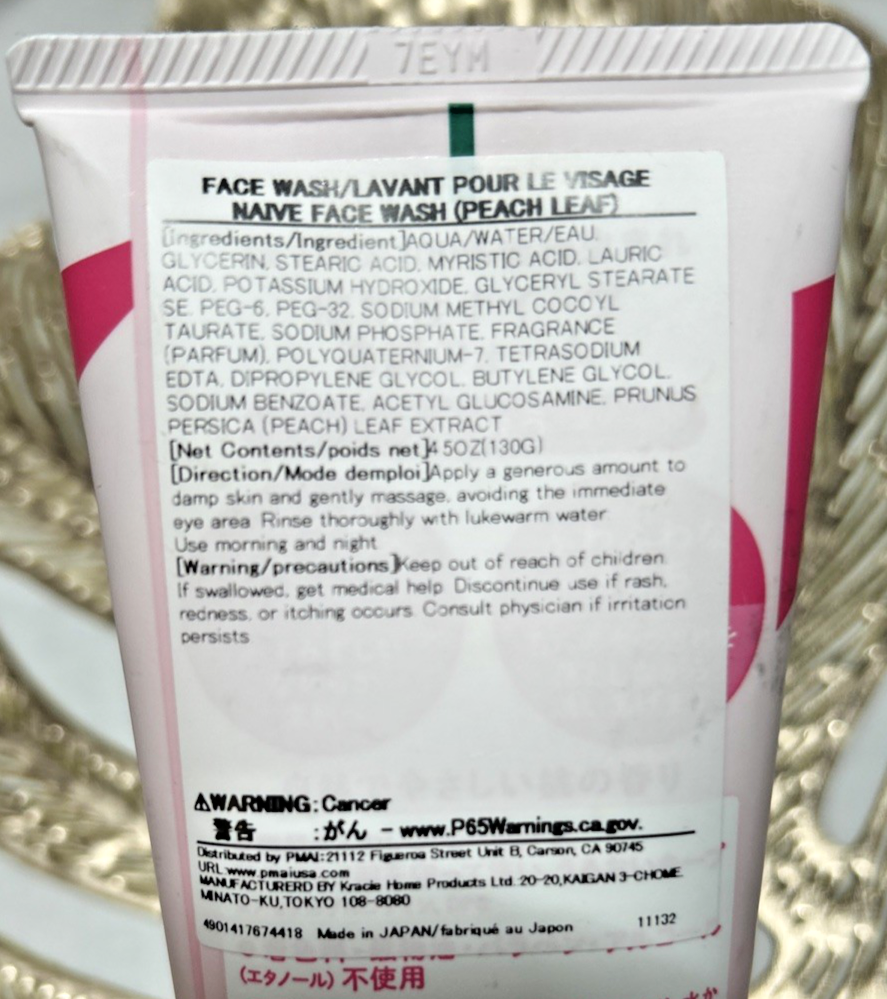 7EYM
FACE WASH/LAVANT POUR LE VISAGE
NAIVE FACE WASH (PEACH LEAF)
[Ingredients/Ingredient]AQUA/WATER/EAU.
GLYCERIN, STEARIC ACID, MYRISTIC ACID, LAURIC
ACID, POTASSIUM HYDROXIDE, GLYCERYL STEARATE
SE, PEG-6, PEG-32, SODIUM METHYL COCOYL
TAURATE, SODIUM PHOSPHATE, FRAGRANCE
(PARFUM), POLYQUATERNIUM-7, TETRASODIUM
EDTA, DIPROPYLENE GLYCOL, BUTYLENE GLYCOL,
SODIUM BENZOATE, ACETYL GLUCOSAMINE, PRUNUS
PERSICA (PEACH) LEAF EXTRACT
[Net Contents/poids net]4.5OZ(130G)
[Direction/Mode demploi]Apply a generous amount to
damp skin and gently massage, avoiding the immediate
eye area. Rinse thoroughly with lukewarm water.
Use morning and night.
[Warning/precautions]Keep out of reach of children.
If swallowed, get medical help. Discontinue use if rash,
redness, or itching occurs. Consult physician if irritation
persists
⚠WARNING:Cancer
警告 :がん - www.P65Warnings.ca.gov.
Distributed by PMAI:21112 Figueroa Street Unit B, Carson, CA 90745
URL:www.pmaiusa.com
MANUFACTURERD BY Kracie Home Products Ltd. 20-20,KAIGAN 3-CHOME.
MINATO-KU,TOKYO 108-8080
4901417674418 Made in JAPAN/fabriqué au Japon 11132
(エタノール) 不使用